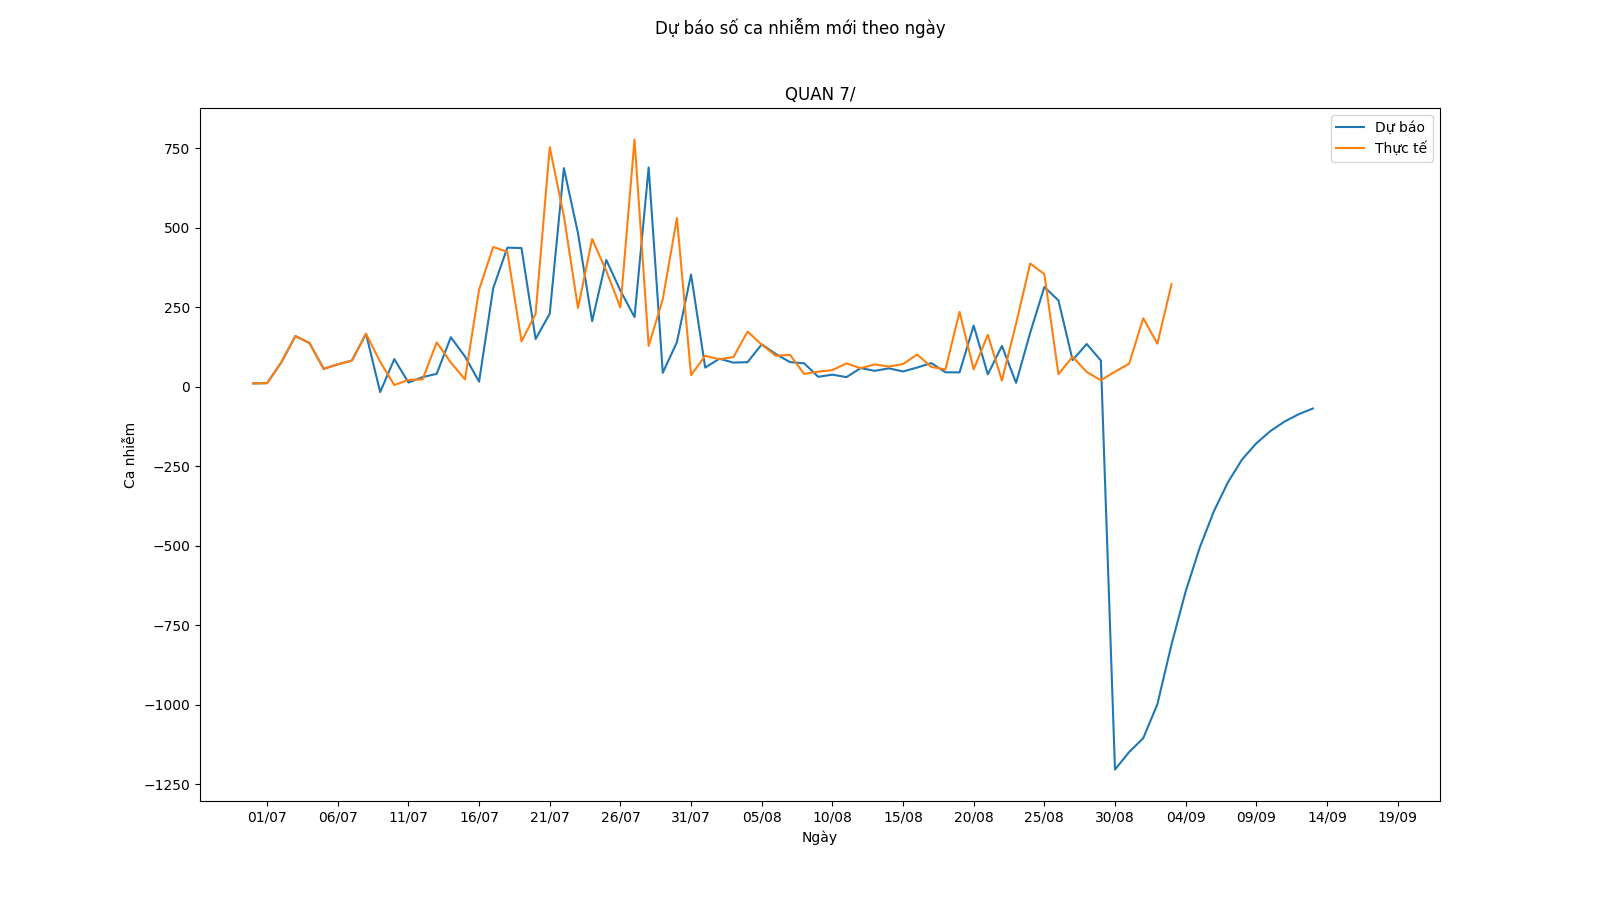 Dự báo số ca nhiễm mới theo ngày
QUAN 7/
Dự báo
Thực tế
750
500
250
0
−250
−500
−750
−1000
−1250
Ca nhiễm
01/07 06/07 11/07 16/07 21/07 26/07 31/07 05/08 10/08 15/08 20/08 25/08 30/08 04/09 09/09 14/09 19/09
Ngày